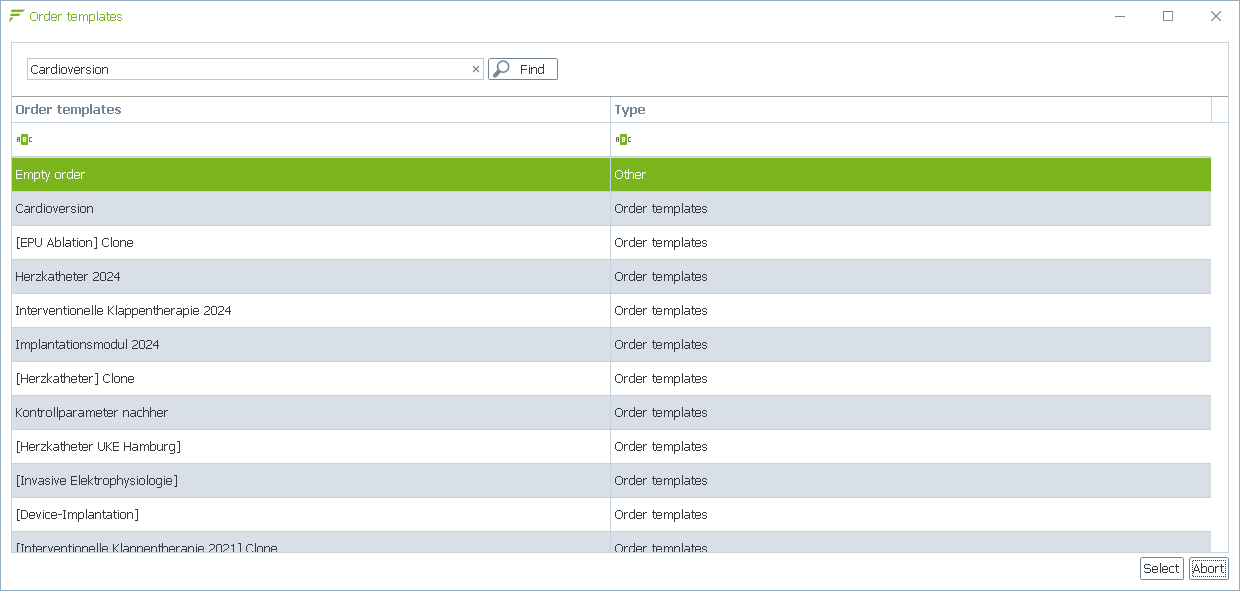 Order templates
Cardioversion × Find
Order templates Type
ABC ABC
Empty order Other
Cardioversion Order templates
[EPU Ablation] Clone Order templates
Herzkatheter 2024 Order templates
Interventionelle Klappentherapie 2024 Order templates
Implantationsmodul 2024 Order templates
[Herzkatheter] Clone Order templates
Kontrollparameter nachher Order templates
[Herzkatheter UKE Hamburg] Order templates
[Invasive Elektrophysiologie] Order templates
[Device-Implantation] Order templates
[Interventionelle Klappentherapie 2021] Clone Order templates
Select Abort